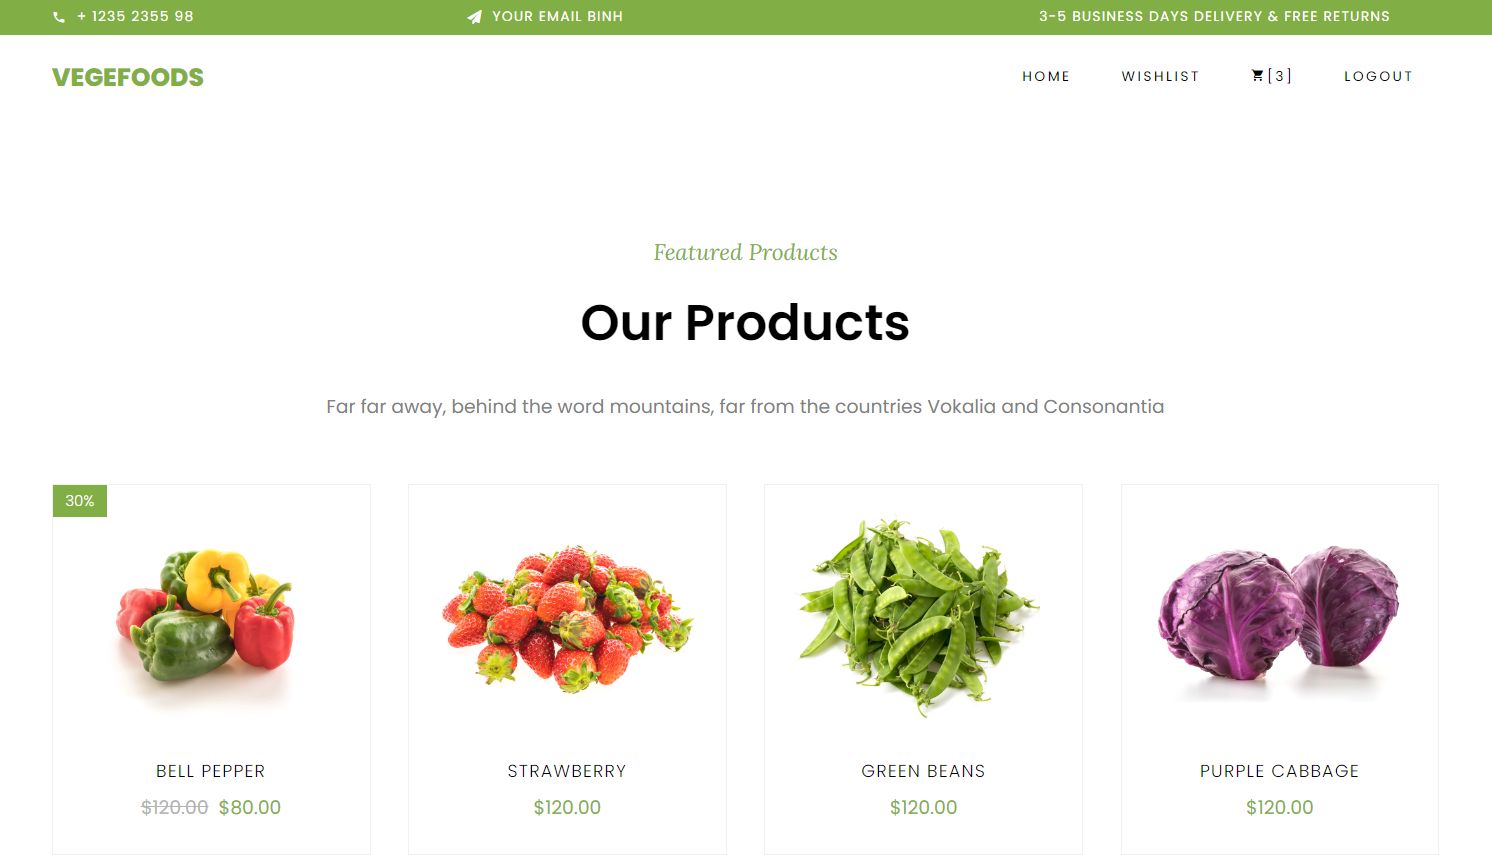 + 1235 2355 98
YOUR EMAIL BINH
3-5 BUSINESS DAYS DELIVERY & FREE RETURNS
VEGEFOODS
HOME
WISHLIST
[3]
LOGOUT
Featured Products
Our Products
Far far away, behind the word mountains, far from the countries Vokalia and Consonantia
30%
BELL PEPPER
$120.00 $80.00
STRAWBERRY
$120.00
GREEN BEANS
$120.00
PURPLE CABBAGE
$120.00